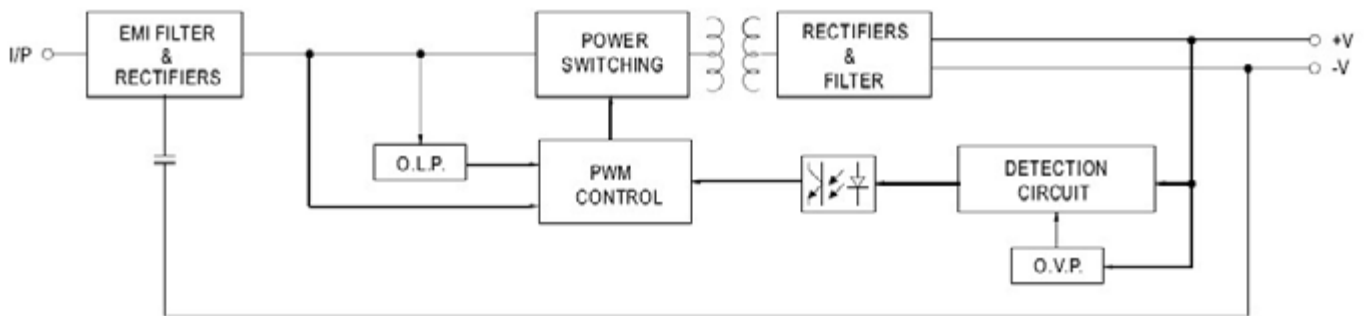 I/P
EMI FILTER
&
RECTIFIERS
POWER
SWITCHING
RECTIFIERS
&
FILTER
+V
-V
O.L.P.
PWM
CONTROL
DETECTION
CIRCUIT
O.V.P.